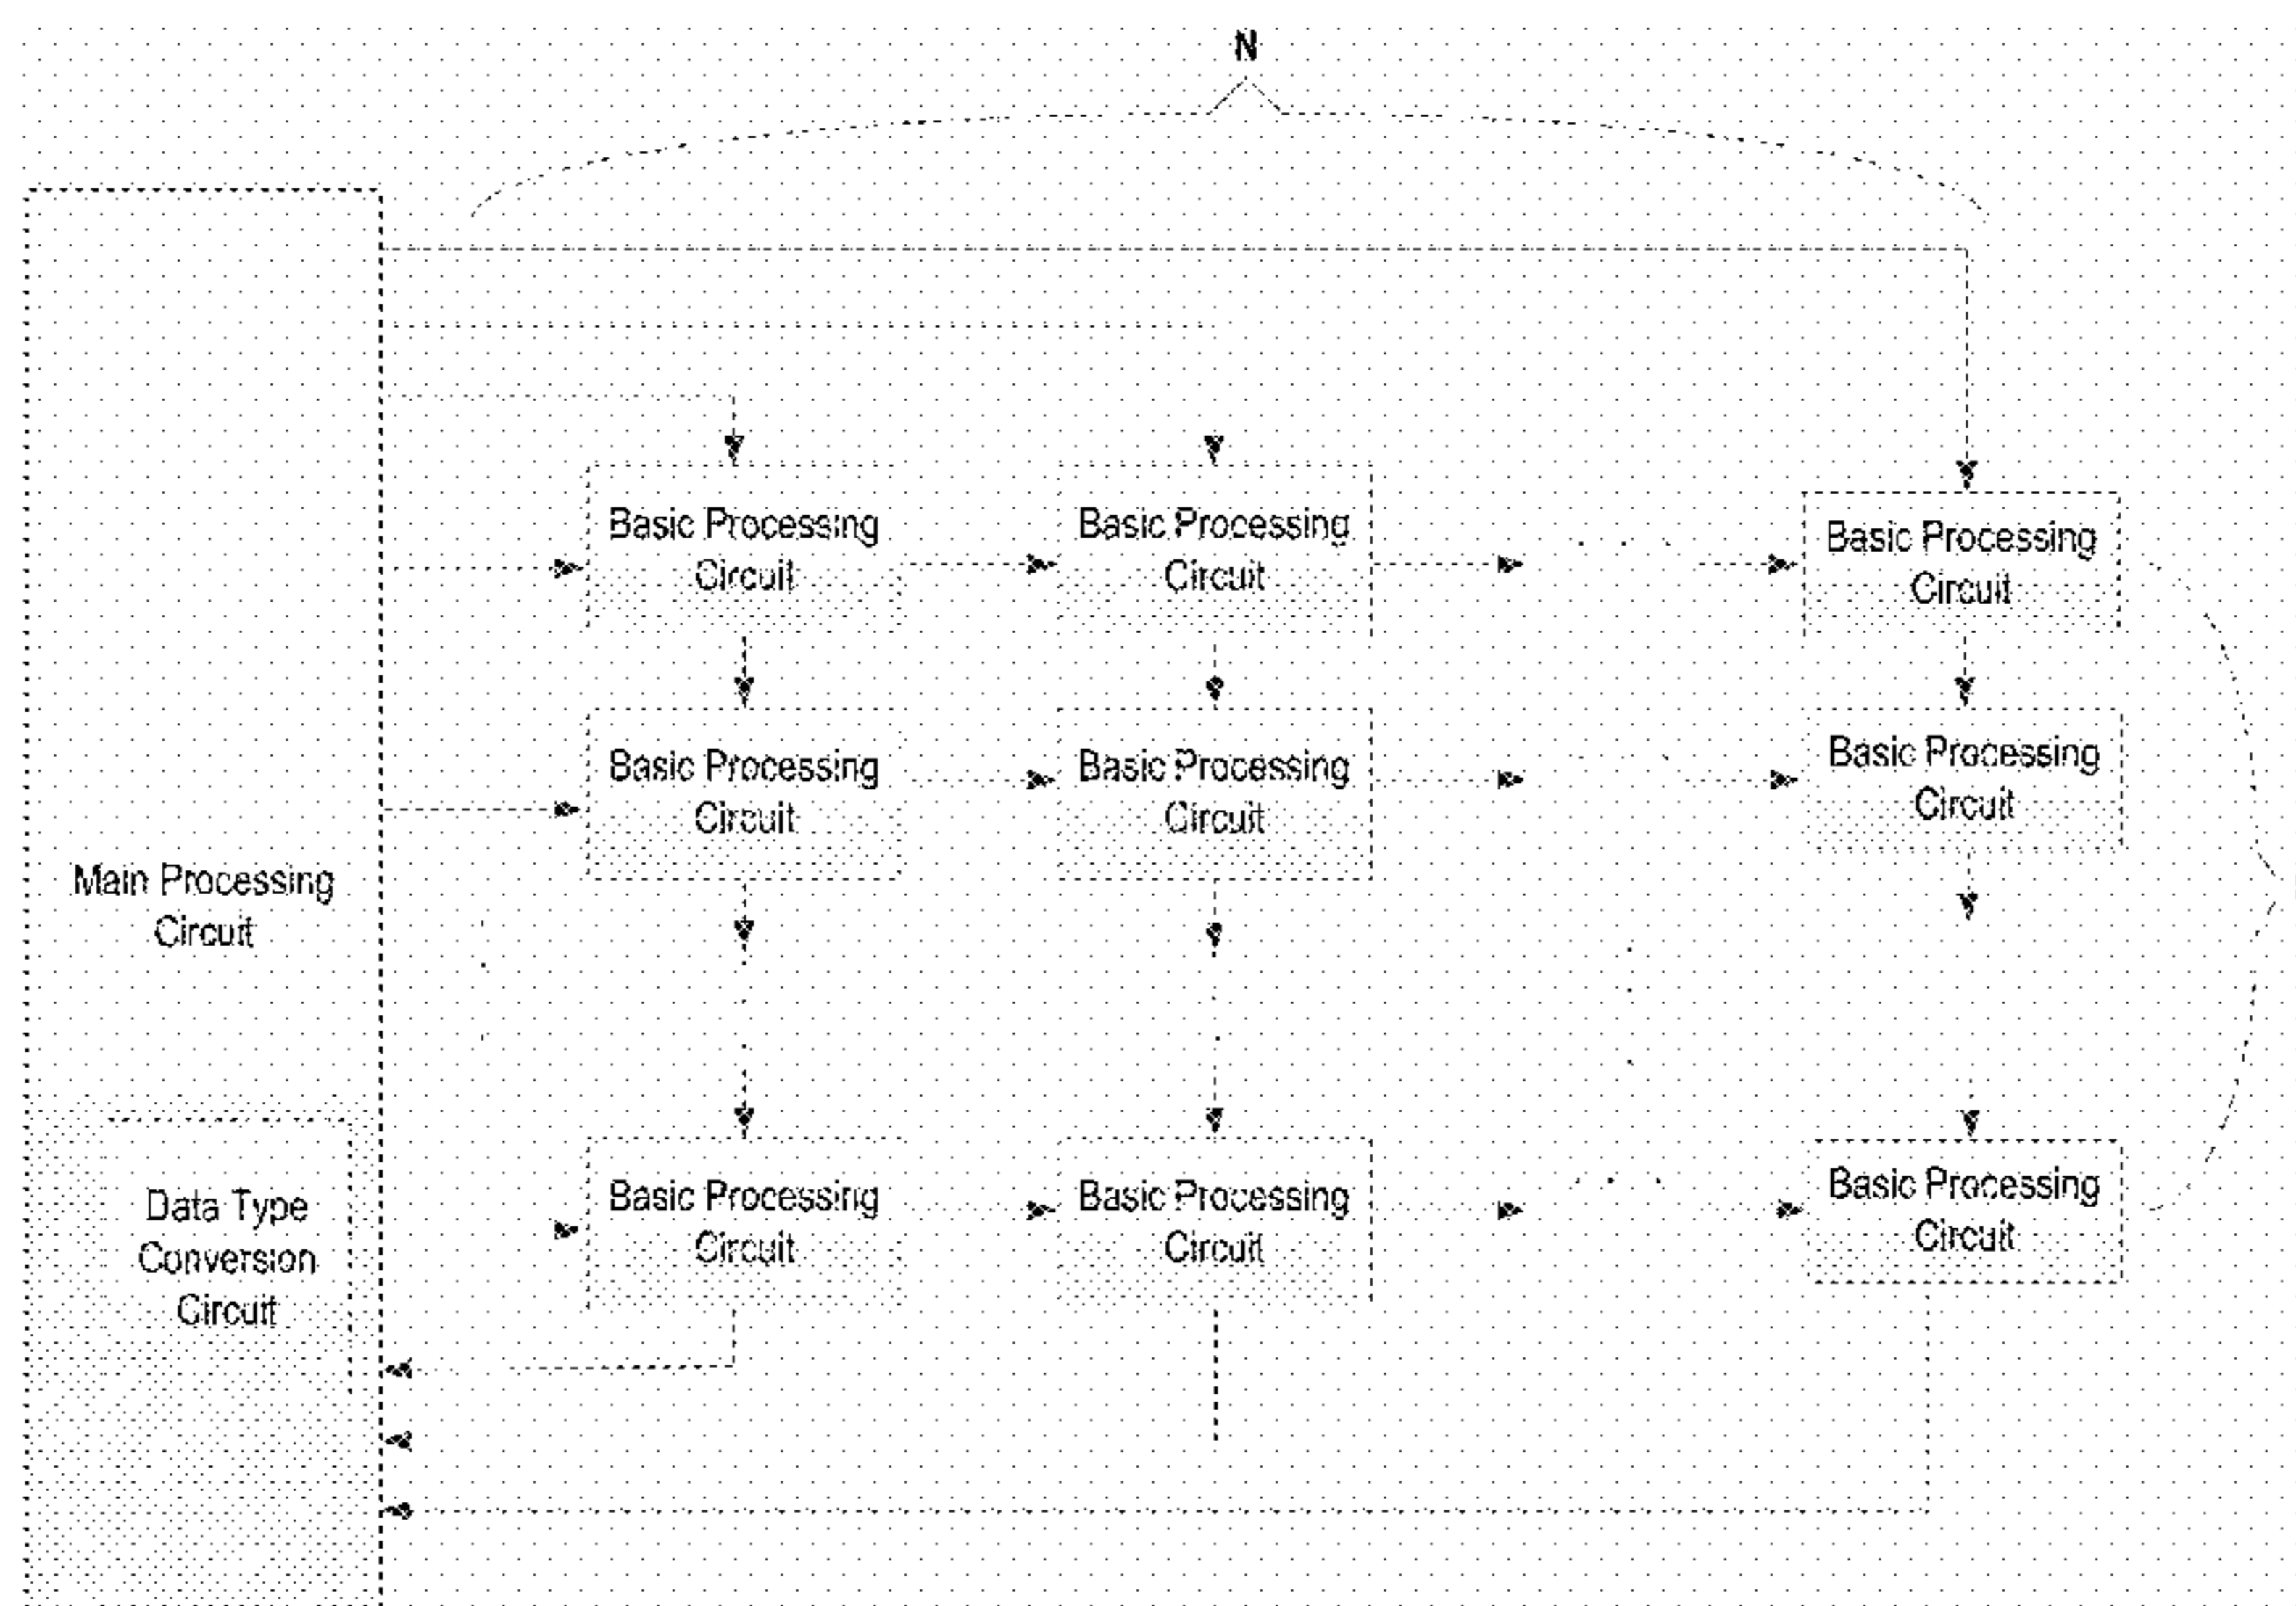 N
Basic Processing
Circuit
Basic Processing
Circuit
Basic Processing
Circuit
Basic Processing
Circuit
Basic Processing
Circuit
Basic Processing
Circuit
Main Processing
Circuit
Basic Processing
Circuit
Basic Processing
Circuit
Basic Processing
Circuit
Data Type
Conversion
Circuit